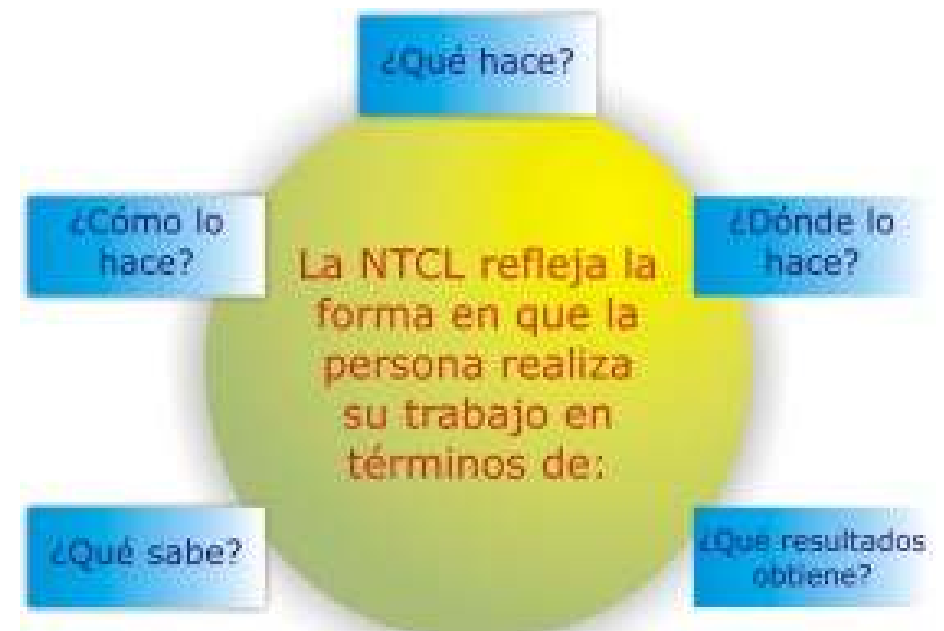 ¿Qué hace?
¿Cómo lo
hace?
¿Dónde lo
hace?
La NTCL refleja la
forma en que la
persona realiza
su trabajo en
términos de:
¿Qué sabe?
¿Qué resultados
obtiene?